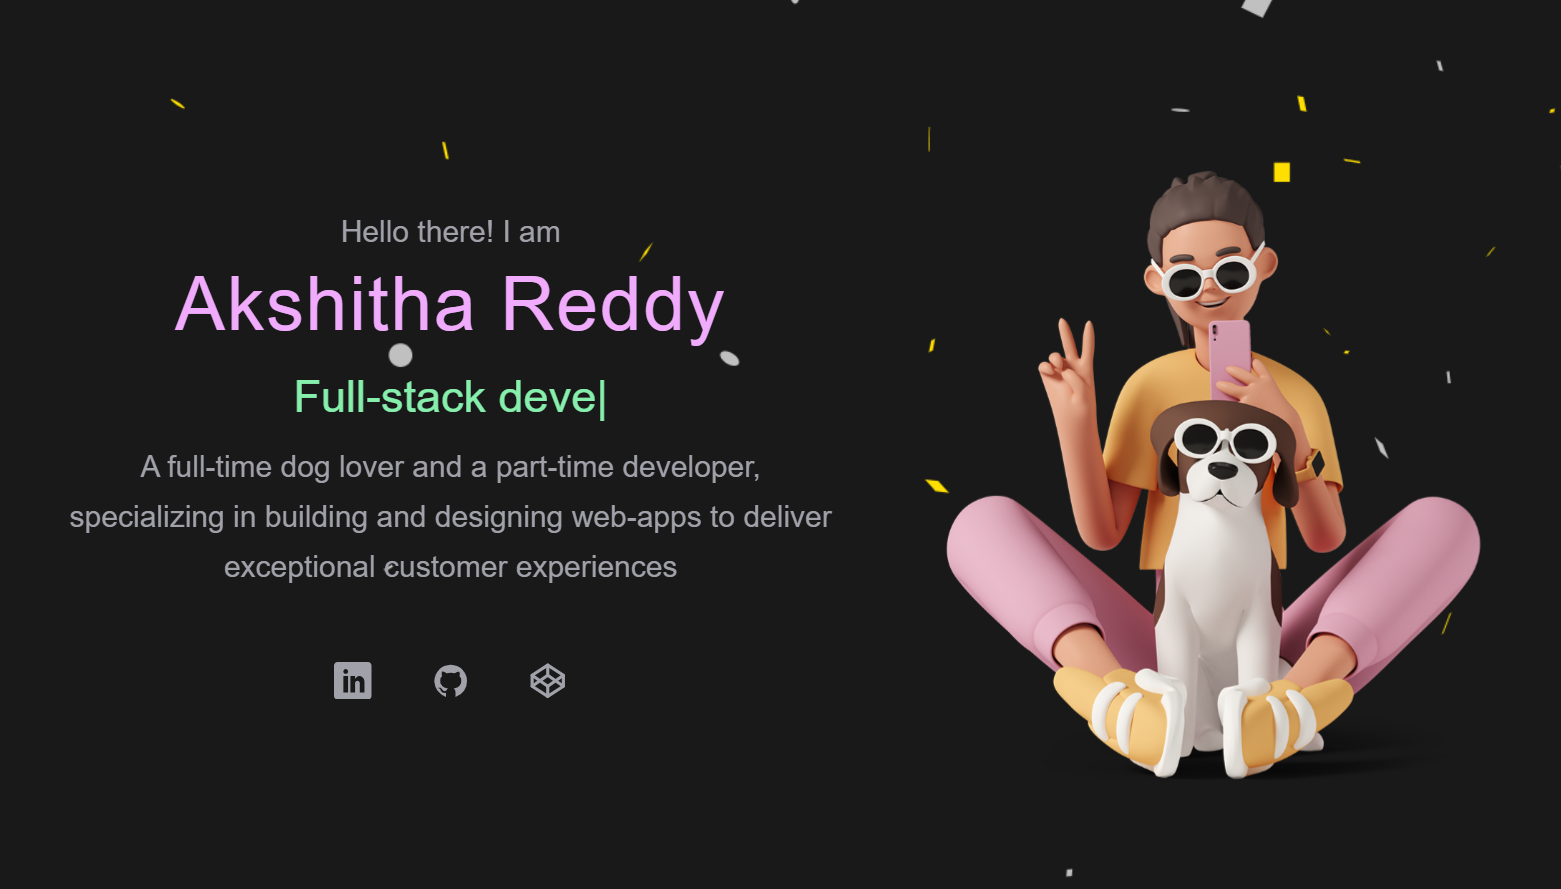 Hello there! I am
Akshitha Reddy
Full-stack deve|
A full-time dog lover and a part-time developer,
specializing in building and designing web-apps to deliver
exceptional customer experiences
in